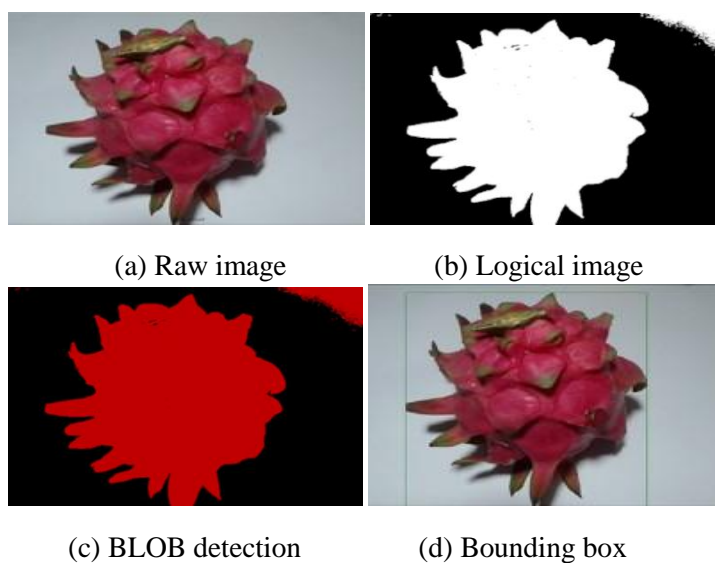 (a) Raw image
(b) Logical image
(c) BLOB detection
(d) Bounding box